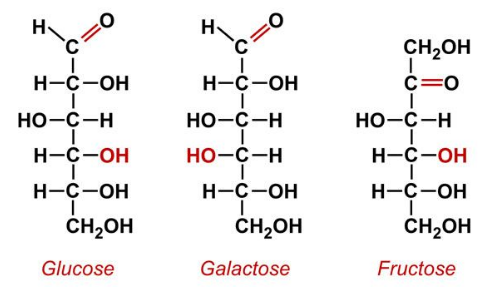 H O
C
H–C–OH
HO–C–H
H–C–OH
H–C–OH
CH₂OH
Glucose
H O
C
H–C–OH
HO–C–H
HO–C–H
H–C–OH
CH₂OH
Galactose
CH₂OH
C=O
HO–C–H
H–C–OH
H–C–OH
CH₂OH
Fructose